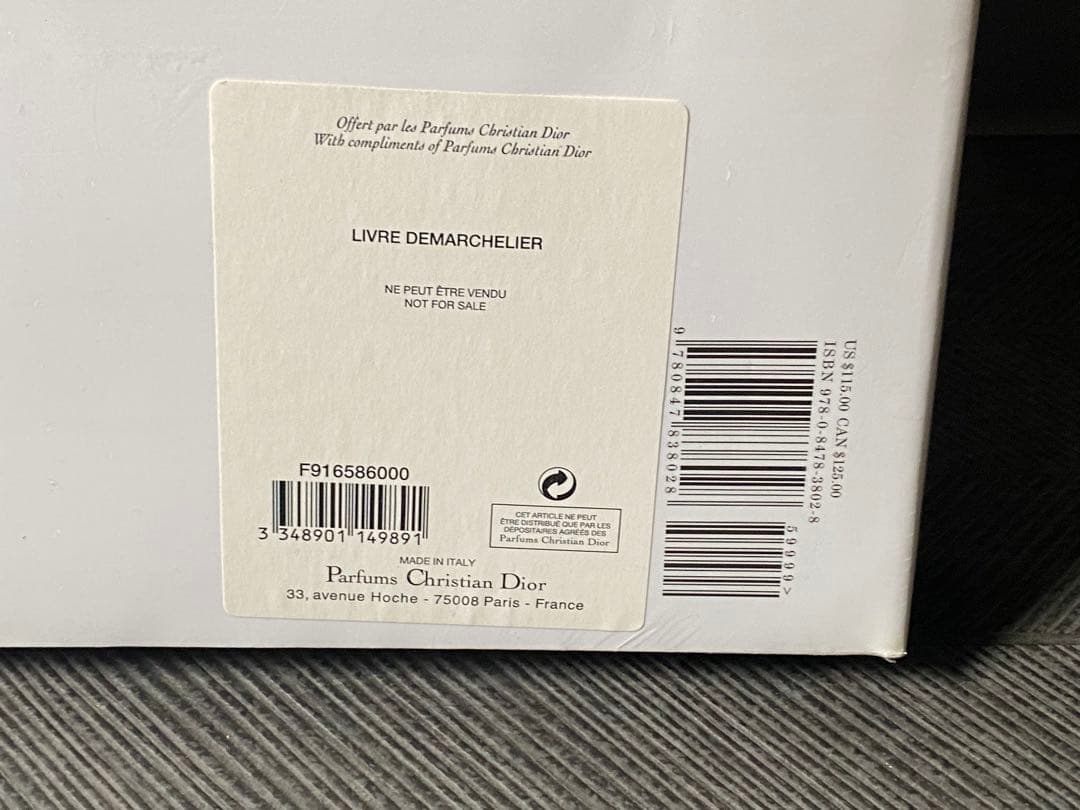 Offert par les Parfums Christian Dior
With compliments of Parfums Christian Dior
LIVRE DEMARCHELIER
NE PEUT ÊTRE VENDU
NOT FOR SALE
F916586000
3 348901 149891
CET ARTICLE NE PEUT
ÊTRE DISTRIBUÉ QUE PAR LES
DÉPOSITAIRES AGRÉÉS DES
Parfums Christian Dior
MADE IN ITALY
Parfums Christian Dior
33, avenue Hoche - 75008 Paris - France
US $115.00 CAN $125.00
ISBN 978-0-8478-3802-8
9 780847 838028
59999>